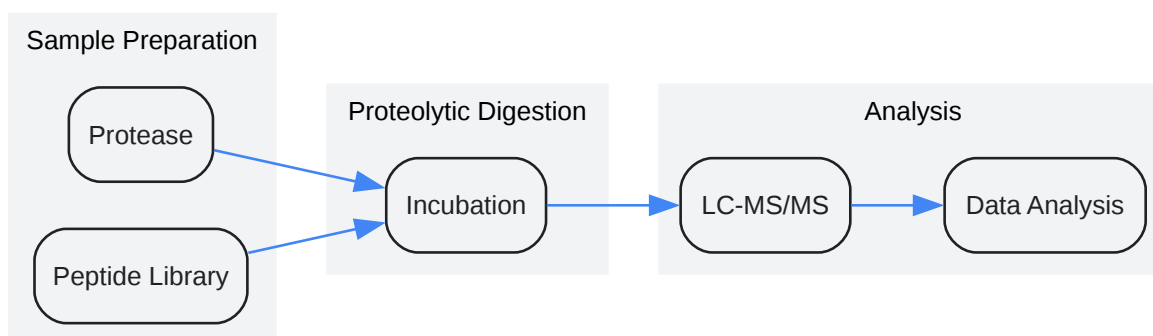 Sample Preparation
Protease
Peptide Library
Proteolytic Digestion
Incubation
Analysis
LC-MS/MS
Data Analysis